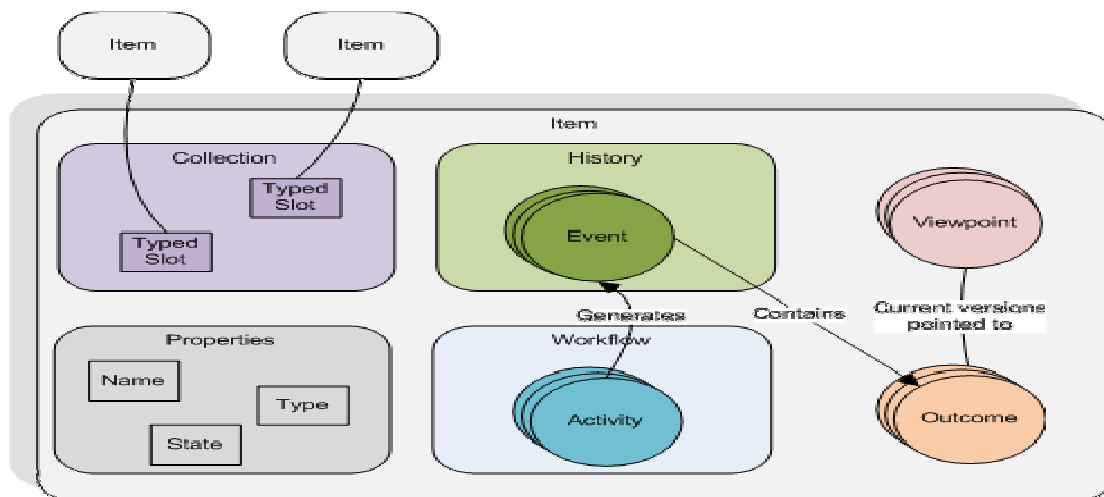 Item
Item
Item
Collection
Typed
Slot
Typed
Slot
History
Event
Viewpoint
Generates
Contains
Current versions
pointed to
Properties
Name
Type
State
Workflow
Activity
Outcome